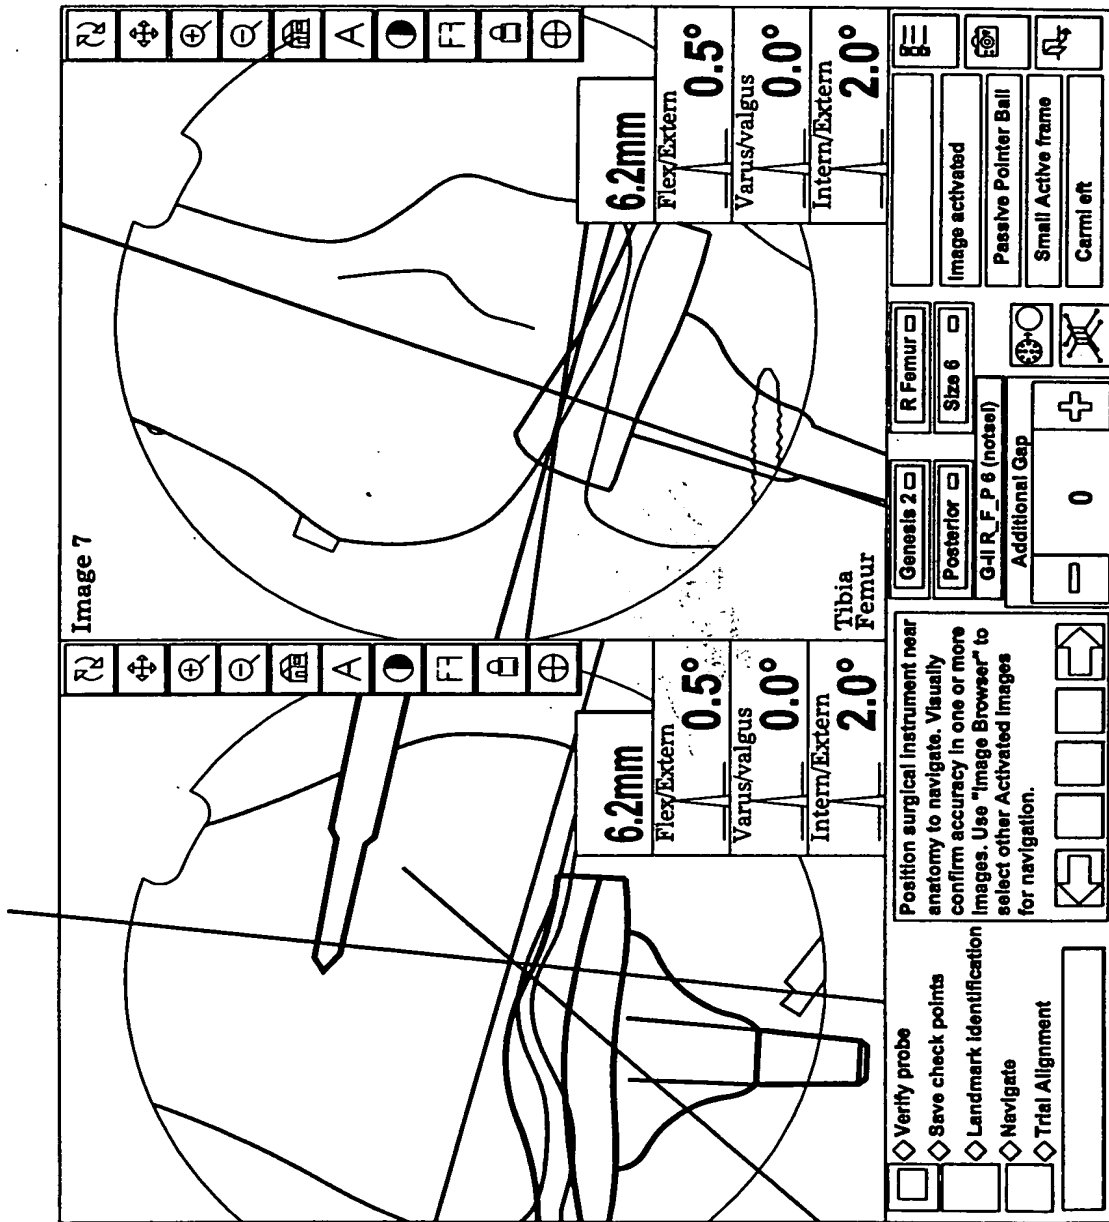 Image 7
A
6.2mm
Flex/Extern
0.5°
Varus/valgus
0.0°
Intern/Extern
2.0°
A
6.2mm
Flex/Extern
0.5°
Varus/valgus
0.0°
Intern/Extern
2.0°
Tibia
Femur
Verify probe
Save check points
Landmark identification
Navigate
Trial Alignment
Position surgical instrument near
anatomy to navigate. Visually
confirm accuracy in one or more
Images. Use "Image Browser" to
select other Activated Images
for navigation.
Genesis 2
R Femur
Posterior
Size 6
G-II R_F_P 6 (notsel)
Additional Gap
0
Image activated
Passive Pointer Ball
Small Active frame
Carml eft